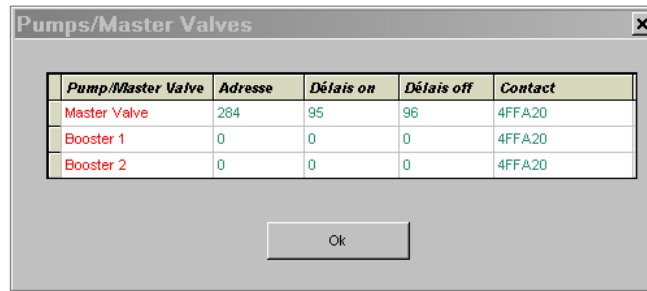 Pumps/Master Valves
Pump/Master Valve Adresse Délais on Délais off Contact
Master Valve 284 95 96 4FFA20
Booster 1 0 0 0 4FFA20
Booster 2 0 0 0 4FFA20
Ok